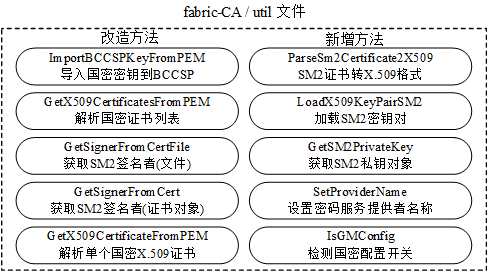 fabric-CA / util 文件
改造方法
ImportBCCSPKeyFromPEM
导入国密密钥到BCCSP
GetX509CertificatesFromPEM
解析国密证书列表
GetSignerFromCertFile
获取SM2签名者(文件)
GetSignerFromCert
获取SM2签名者(证书对象)
GetX509CertificateFromPEM
解析单个国密X.509证书
新增方法
ParseSm2Certificate2X509
SM2证书转X.509格式
LoadX509KeyPairSM2
加载SM2密钥对
GetSM2PrivateKey
获取SM2私钥对象
SetProviderName
设置密码服务提供者名称
IsGMConfig
检测国密配置开关